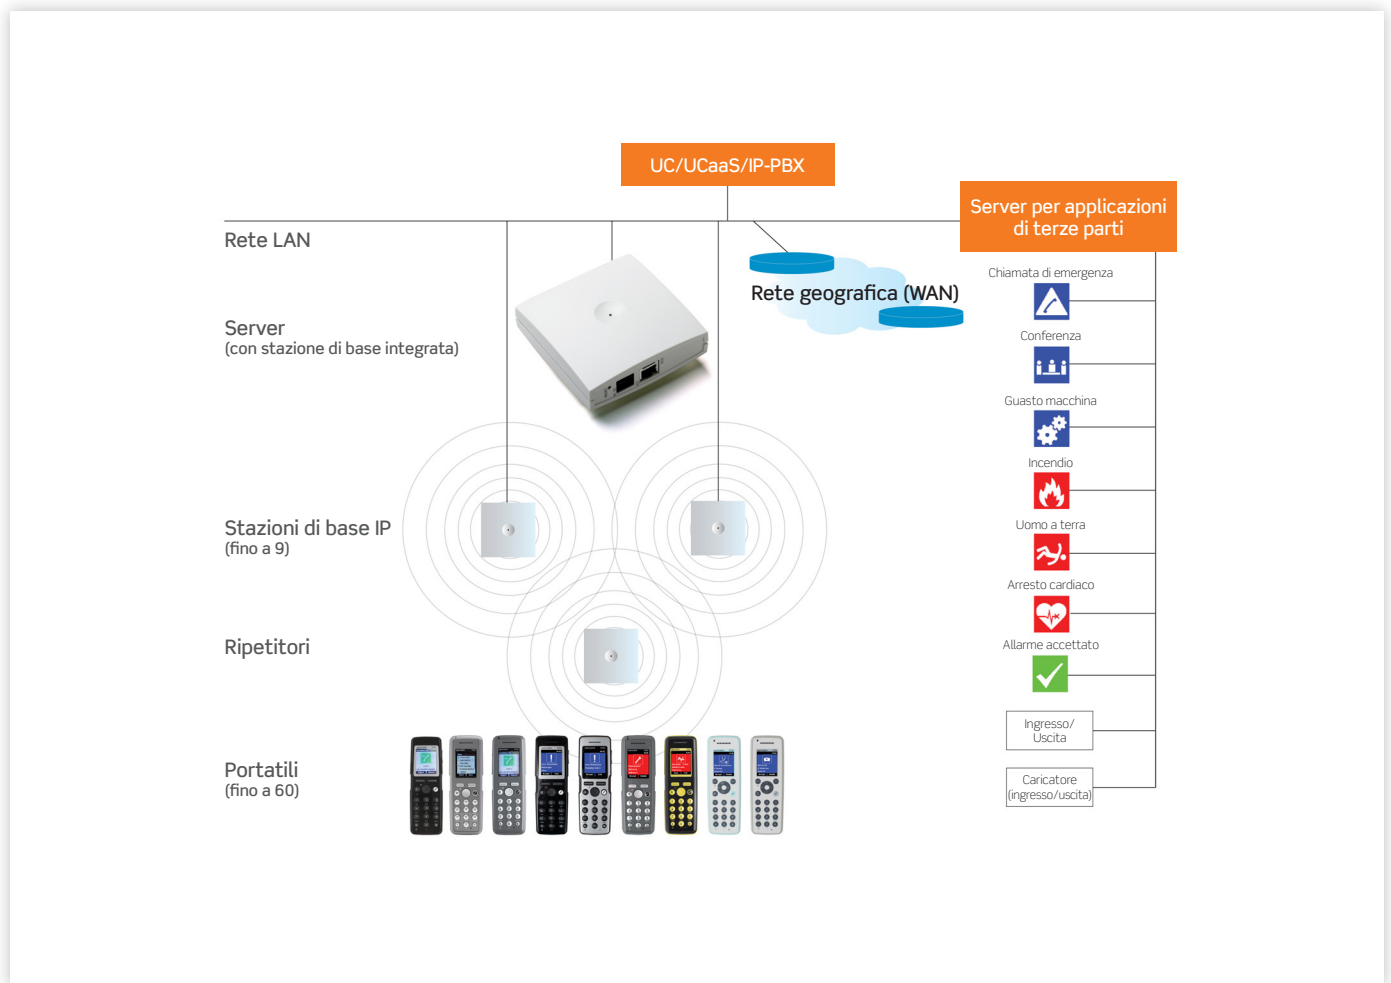 UC/UCaaS/IP-PBX
Server per applicazioni
di terze parti
Rete LAN
Rete geografica (WAN)
Server
(con stazione di base integrata)
Stazioni di base IP
(fino a 9)
Ripetitori
Portatili
(fino a 60)
Chiamata di emergenza
Conferenza
Guasto macchina
Incendio
Uomo a terra
Arresto cardiaco
Allarme accettato
Ingresso/
Uscita
Caricatore
(ingresso/uscita)